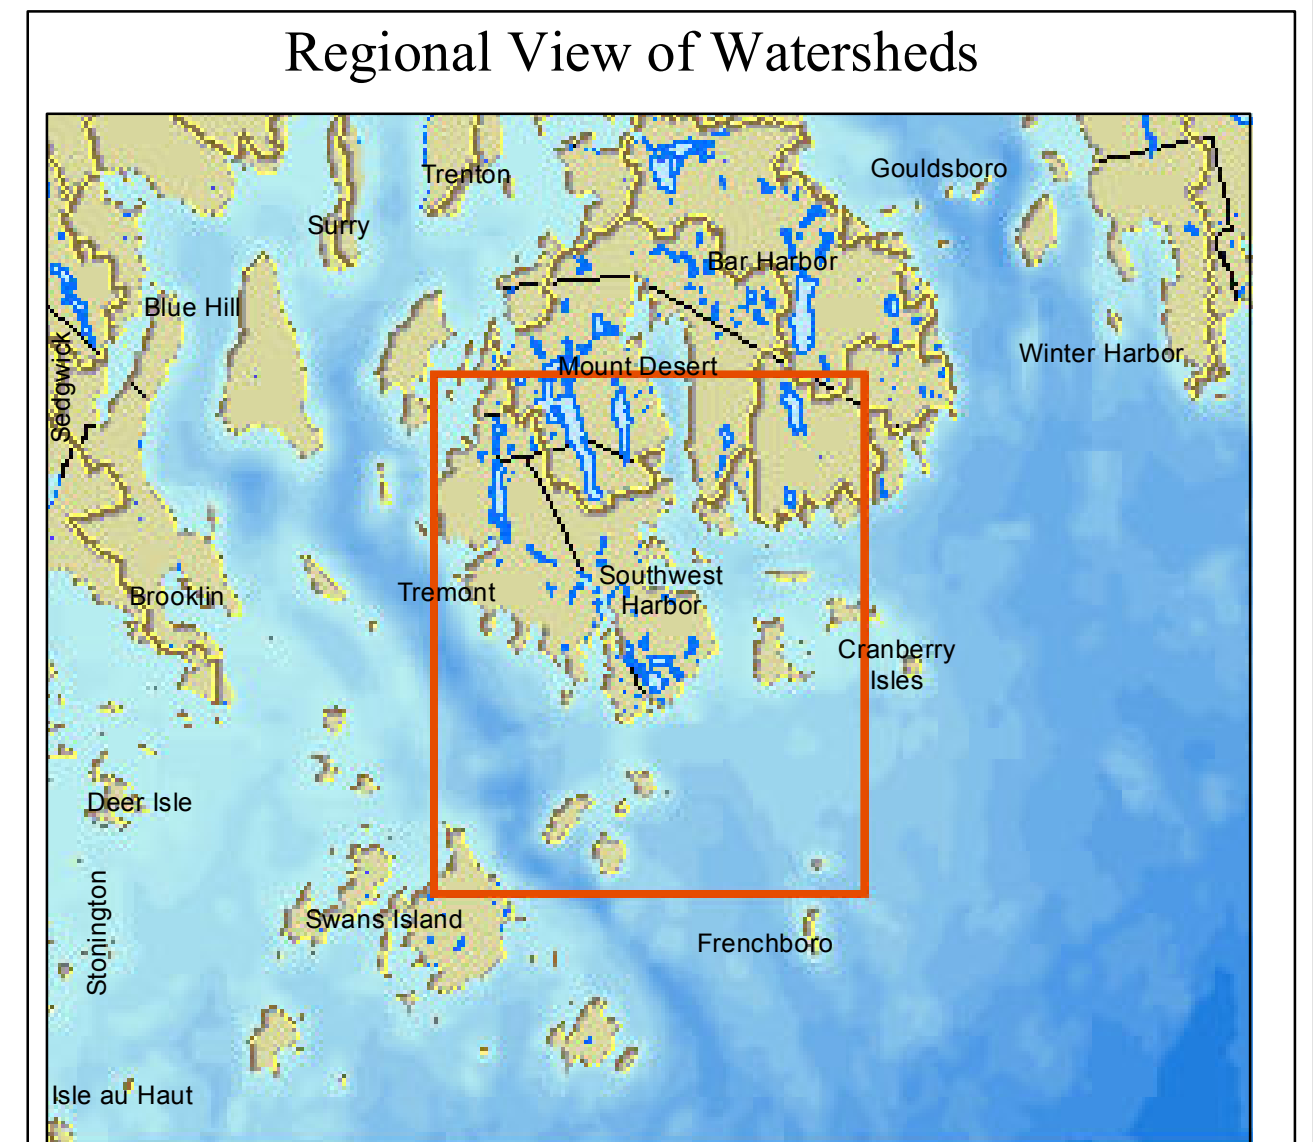 Regional View of Watersheds
Gouldsboro
Trenton
Surry
Bar Harbor
Blue Hill
Winter Harbor
Mount Desert
Sedgwick
Southwest
Harbor
Tremont
Brooklin
Cranberry
Isles
Deer Isle
Swans Island
Stonington
Frenchboro
Isle au Haut